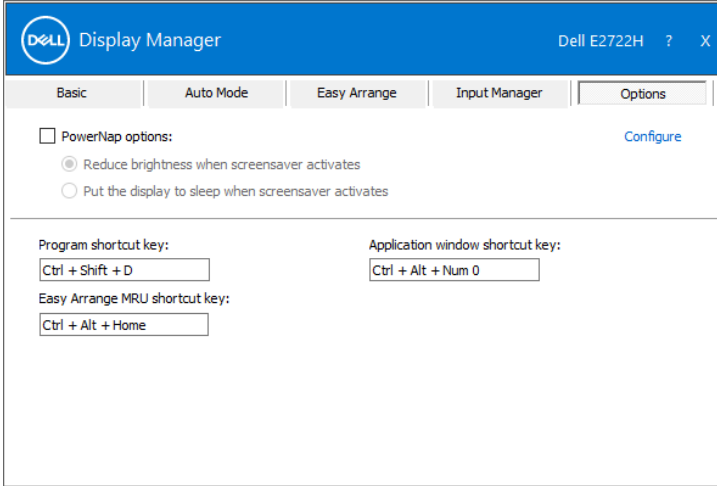 DELL Display Manager Dell E2722H ? X
Basic Auto Mode Easy Arrange Input Manager Options
PowerNap options: Configure
Reduce brightness when screensaver activates
Put the display to sleep when screensaver activates
Program shortcut key: Application window shortcut key:
Ctrl + Shift + D Ctrl + Alt + Num 0
Easy Arrange MRU shortcut key:
Ctrl + Alt + Home